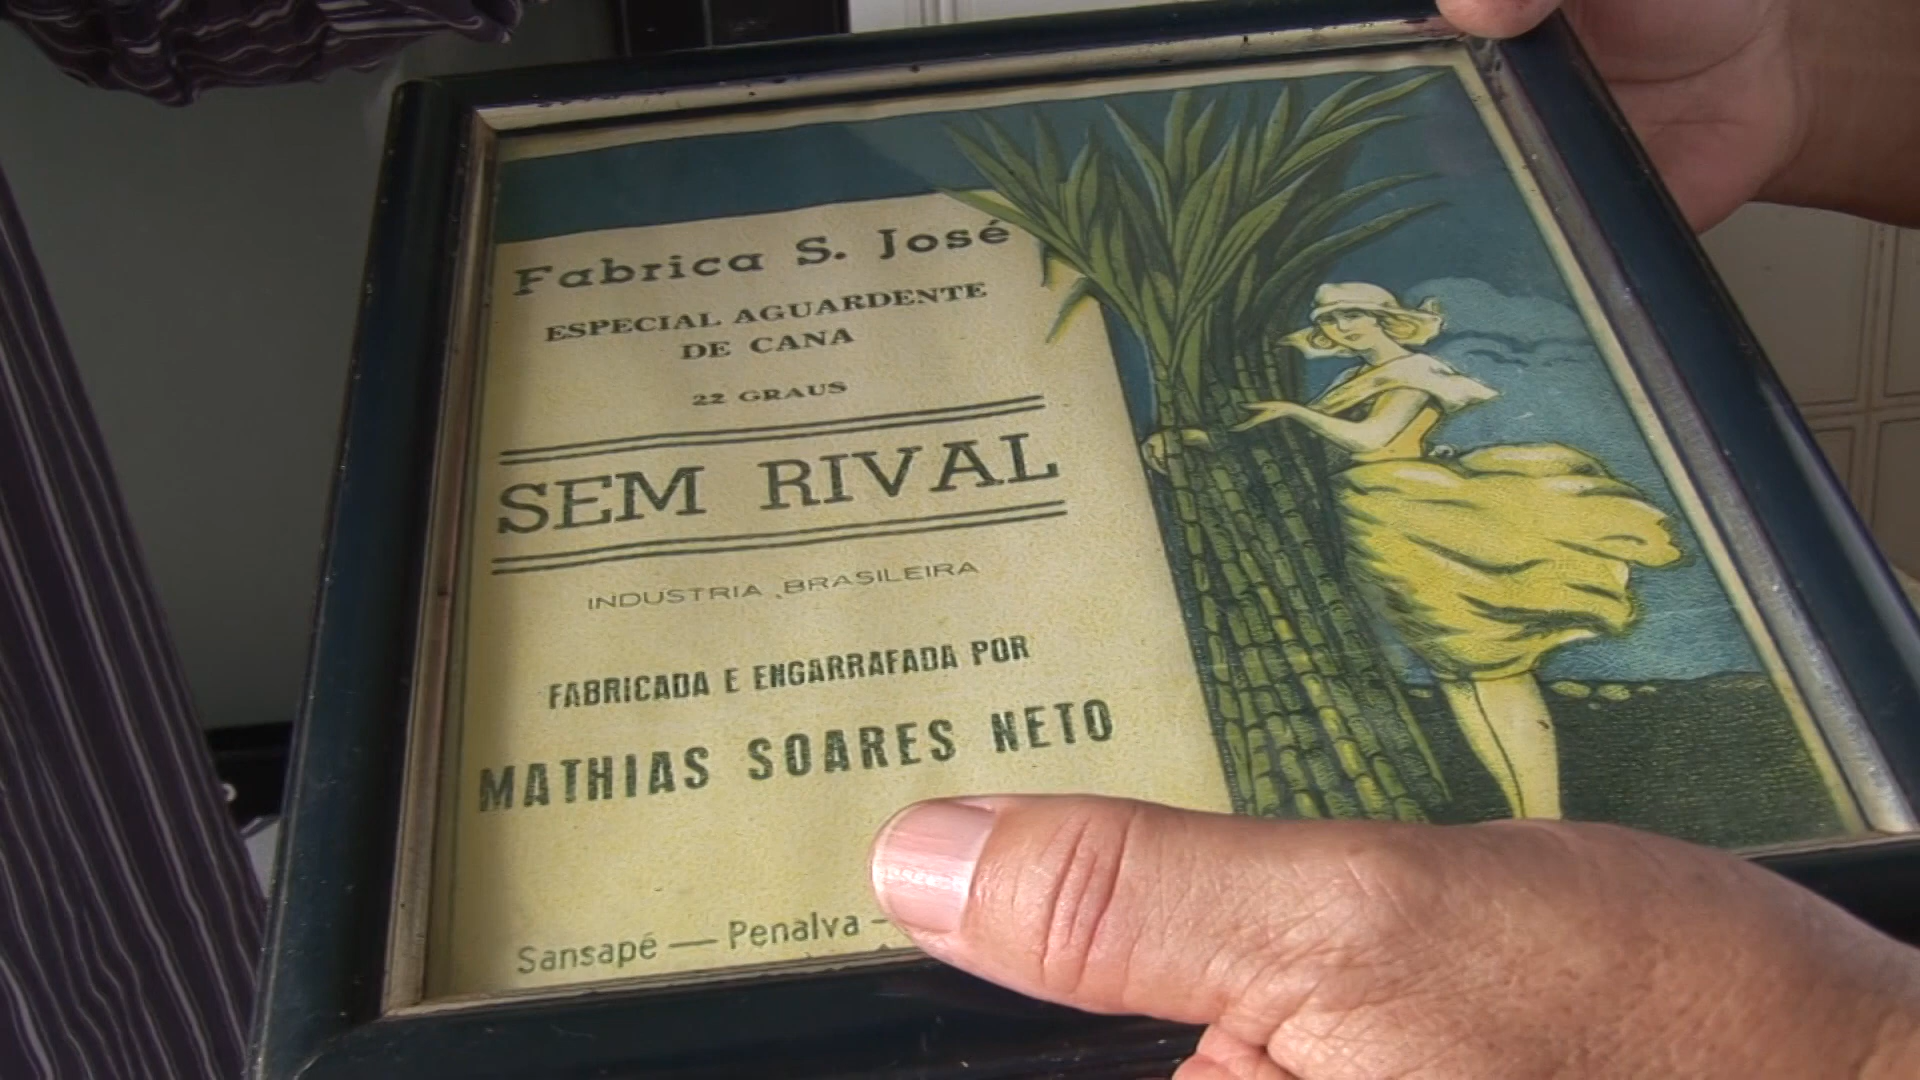 Fabrica S. José
ESPECIAL AGUARDENTE
DE CANA
22 GRAUS
SEM RIVAL
INDUSTRIA BRASILEIRA
FABRICADA E ENGARRAFADA POR
MATHIAS SOARES NETO
Sansapé — Penalva –